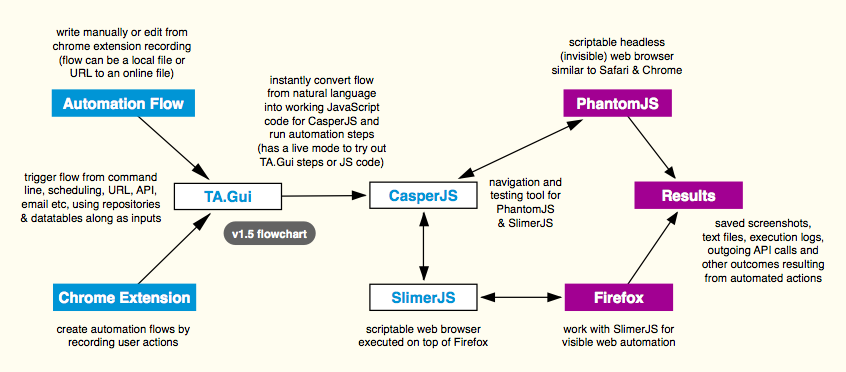 write manually or edit from
chrome extension recording
(flow can be a local file or
URL to an online file)
Automation Flow
instantly convert flow
from natural language
into working JavaScript
code for CasperJS and
run automation steps
(has a live mode to try out
TA.Gui steps or JS code)
scriptable headless
(invisible) web browser
similar to Safari & Chrome
PhantomJS
trigger flow from command
line, scheduling, URL, API,
email etc, using repositories
& datatables along as inputs
TA.Gui
v1.5 flowchart
CasperJS
navigation and
testing tool for
PhantomJS
& SlimerJS
Results
saved screenshots,
text files, execution logs,
outgoing API calls and
other outcomes resulting
from automated actions
Chrome Extension
create automation flows by
recording user actions
SlimerJS
scriptable web browser
executed on top of Firefox
Firefox
work with SlimerJS for
visible web automation